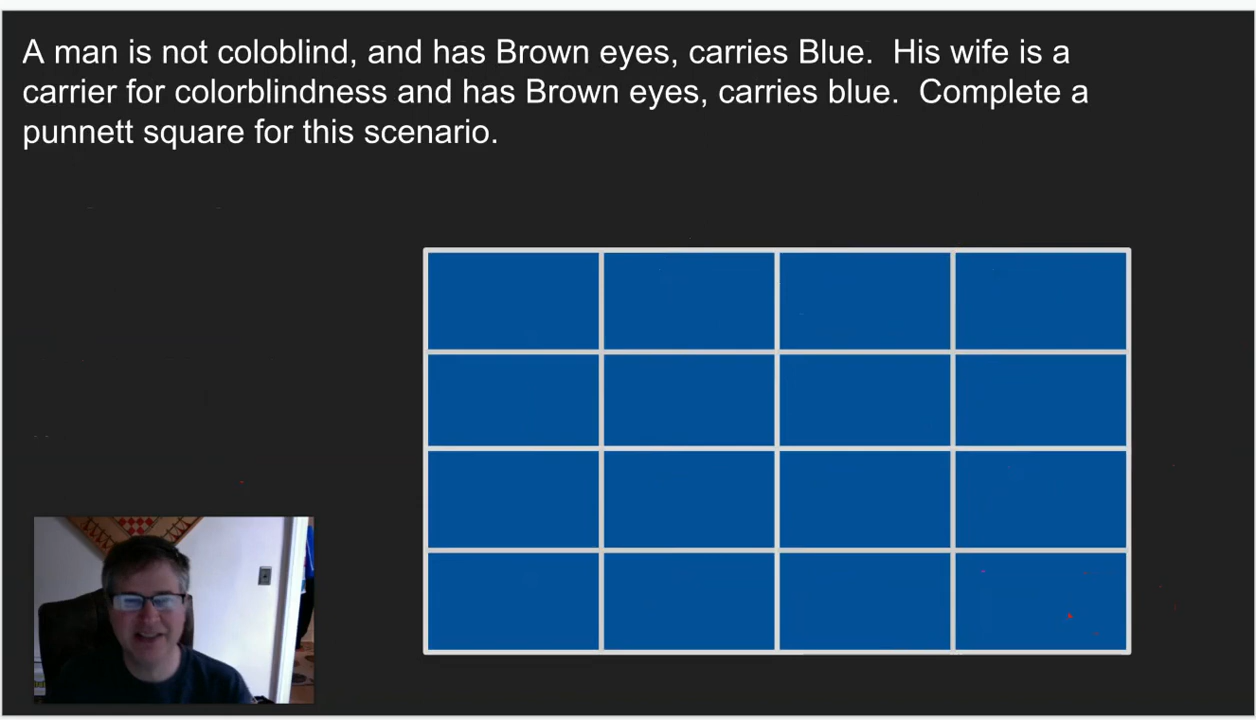 A man is not coloblind, and has Brown eyes, carries Blue.  His wife is a
carrier for colorblindness and has Brown eyes, carries blue.  Complete a
punnett square for this scenario.